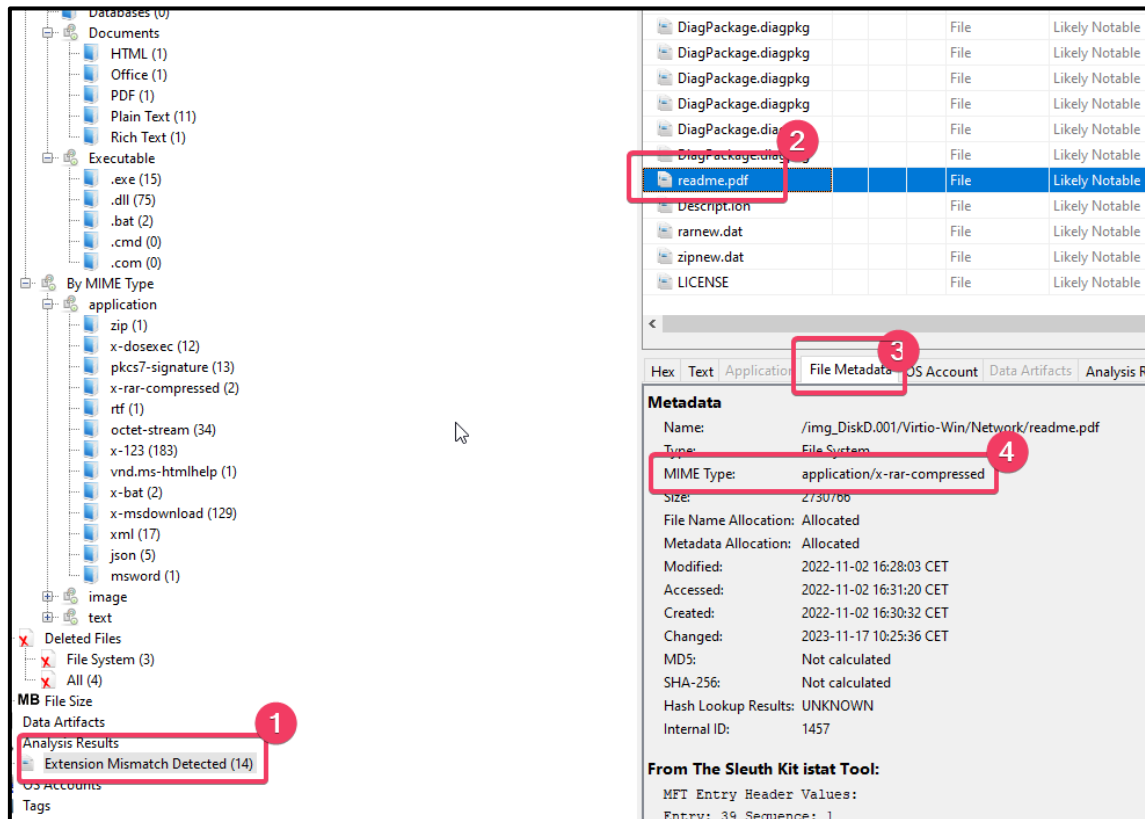 Databases (0)
Documents
HTML (1)
Office (1)
PDF (1)
Plain Text (11)
Rich Text (1)
Executable
.exe (15)
.dll (75)
.bat (2)
.cmd (0)
.com (0)
By MIME Type
application
zip (1)
x-dosexec (12)
pkcs7-signature (13)
x-rar-compressed (2)
rtf (1)
octet-stream (34)
x-123 (183)
vnd.ms-htmlhelp (1)
x-bat (2)
x-msdownload (129)
xml (17)
json (5)
msword (1)
image
text
Deleted Files
File System (3)
All (4)
MB File Size
Data Artifacts
1
Analysis Results
Extension Mismatch Detected (14)
OS Accounts
Tags
DiagPackage.diagpkg File Likely Notable
DiagPackage.diagpkg File Likely Notable
DiagPackage.diagpkg File Likely Notable
DiagPackage.diagpkg File Likely Notable
DiagPackage.diagpkg File Likely Notable
2
DiagPackage.diagpkg File Likely Notable
readme.pdf File Likely Notable
Descript.ion File Likely Notable
rarnew.dat File Likely Notable
zipnew.dat File Likely Notable
LICENSE File Likely Notable
3
Hex Text Application File Metadata OS Account Data Artifacts Analysis R
Metadata
Name: /img_DiskD.001/Virtio-Win/Network/readme.pdf
Type: File System
4
MIME Type: application/x-rar-compressed
Size: 2730766
File Name Allocation: Allocated
Metadata Allocation: Allocated
Modified: 2022-11-02 16:28:03 CET
Accessed: 2022-11-02 16:31:20 CET
Created: 2022-11-02 16:30:32 CET
Changed: 2023-11-17 10:25:36 CET
MD5: Not calculated
SHA-256: Not calculated
Hash Lookup Results: UNKNOWN
Internal ID: 1457
From The Sleuth Kit istat Tool:
MFT Entry Header Values:
Entry: 39 Sequence: 1